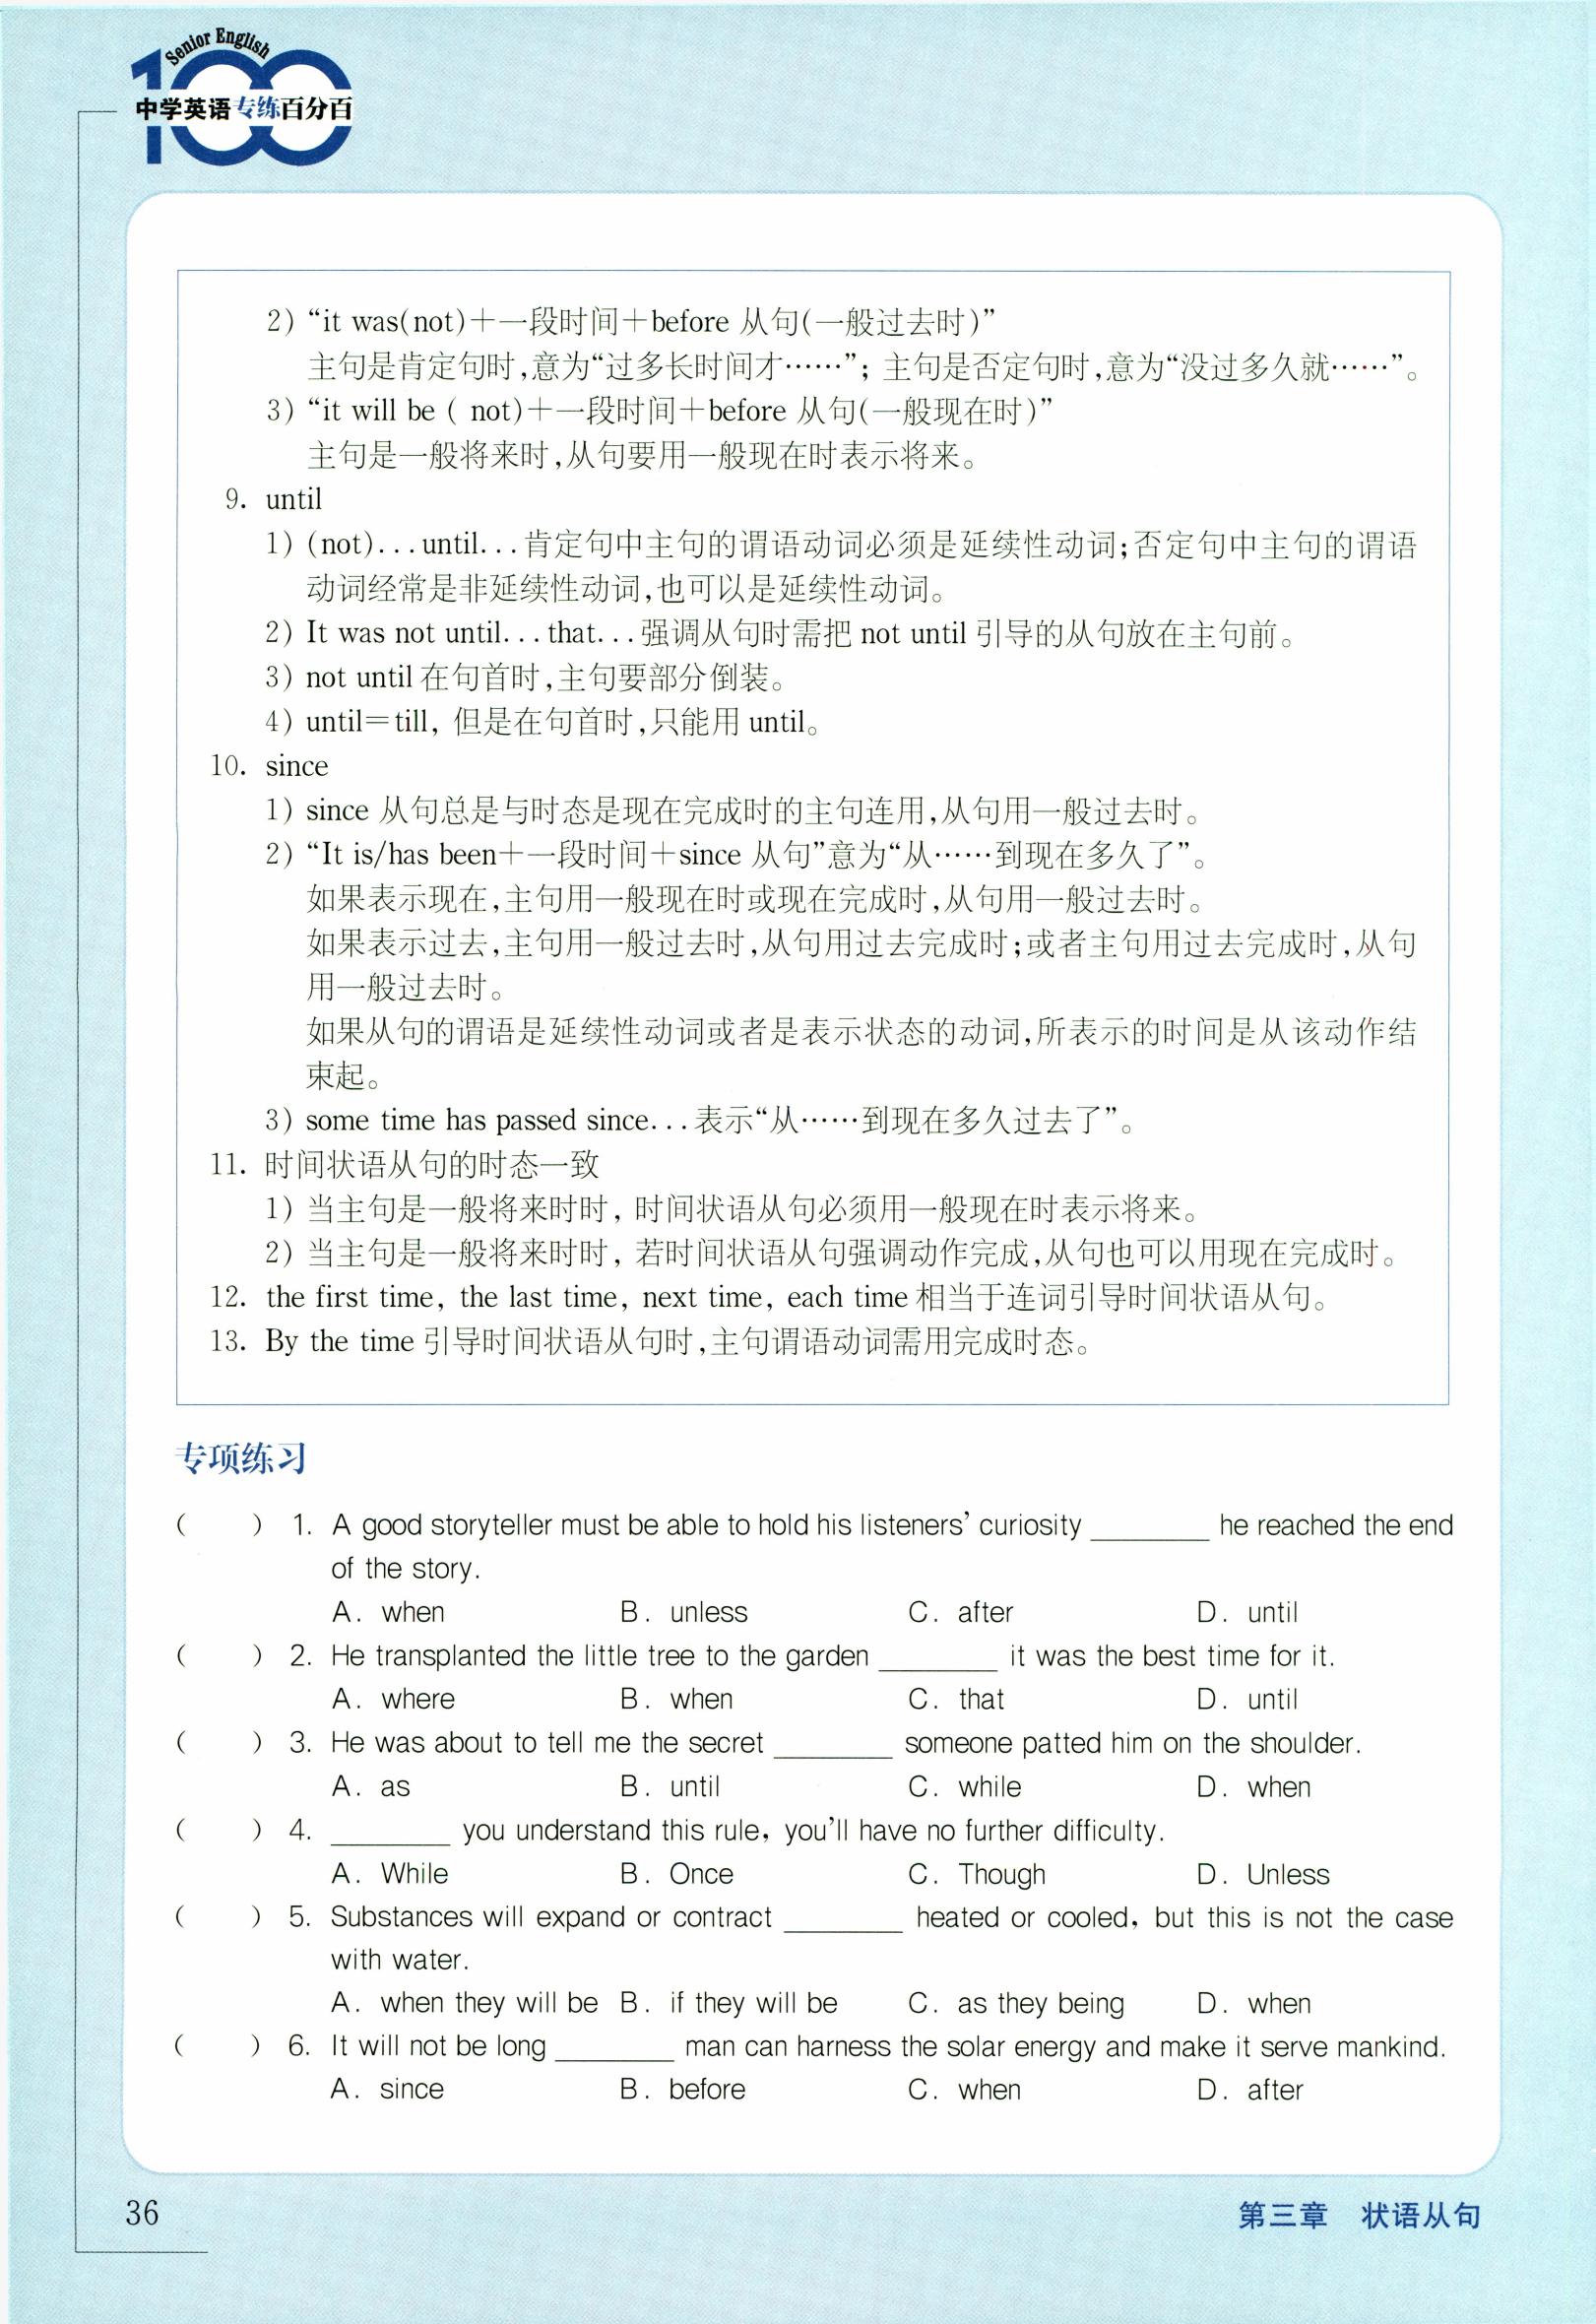 Senior English
100
中学英语专练百分百
2) “it was(not)+一段时间+before 从句(一般过去时)”
主句是肯定句时,意为“过多长时间才……”; 主句是否定句时,意为“没过多久就……”。
3) “it will be ( not)+一段时间+before 从句(一般现在时)”
主句是一般将来时,从句要用一般现在时表示将来。
9. until
1) (not)...until...肯定句中主句的谓语动词必须是延续性动词;否定句中主句的谓语
动词经常是非延续性动词,也可以是延续性动词。
2) It was not until...that...强调从句时需把 not until 引导的从句放在主句前。
3) not until 在句首时,主句要部分倒装。
4) until=till, 但是在句首时,只能用 until。
10. since
1) since 从句总是与时态是现在完成时的主句连用,从句用一般过去时。
2) “It is/has been+一段时间+since 从句”意为“从……到现在多久了”。
如果表示现在,主句用一般现在时或现在完成时,从句用一般过去时。
如果表示过去,主句用一般过去时,从句用过去完成时;或者主句用过去完成时,从句
用一般过去时。
如果从句的谓语是延续性动词或者是表示状态的动词,所表示的时间是从该动作结
束起。
3) some time has passed since...表示“从……到现在多久过去了”。
11. 时间状语从句的时态一致
1) 当主句是一般将来时时, 时间状语从句必须用一般现在时表示将来。
2) 当主句是一般将来时时, 若时间状语从句强调动作完成,从句也可以用现在完成时。
12. the first time, the last time, next time, each time 相当于连词引导时间状语从句。
13. By the time 引导时间状语从句时,主句谓语动词需用完成时态。
专项练习
( ) 1. A good storyteller must be able to hold his listeners’ curiosity ________ he reached the end
of the story.
A. when B. unless C. after D. until
( ) 2. He transplanted the little tree to the garden ________ it was the best time for it.
A. where B. when C. that D. until
( ) 3. He was about to tell me the secret ________ someone patted him on the shoulder.
A. as B. until C. while D. when
( ) 4. ________ you understand this rule, you’ll have no further difficulty.
A. While B. Once C. Though D. Unless
( ) 5. Substances will expand or contract ________ heated or cooled, but this is not the case
with water.
A. when they will be B. if they will be C. as they being D. when
( ) 6. It will not be long ________ man can harness the solar energy and make it serve mankind.
A. since B. before C. when D. after
36
第三章 状语从句